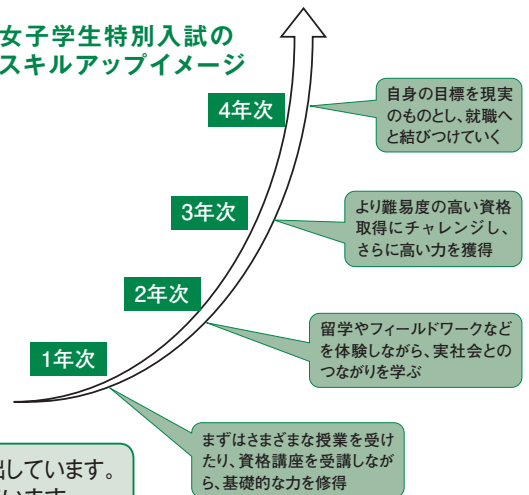 女子学生特別入試の
スキルアップイメージ
4年次
自身の目標を現実
のものとし、就職へ
と結びつけていく
3年次
より難易度の高い資格
取得にチャレンジし、
さらに高い力を獲得
2年次
留学やフィールドワークなど
を体験しながら、実社会との
つながりを学ぶ
1年次
まずはさまざまな授業を受け
たり、資格講座を受講しなが
ら、基礎的な力を修得
出しています。
います